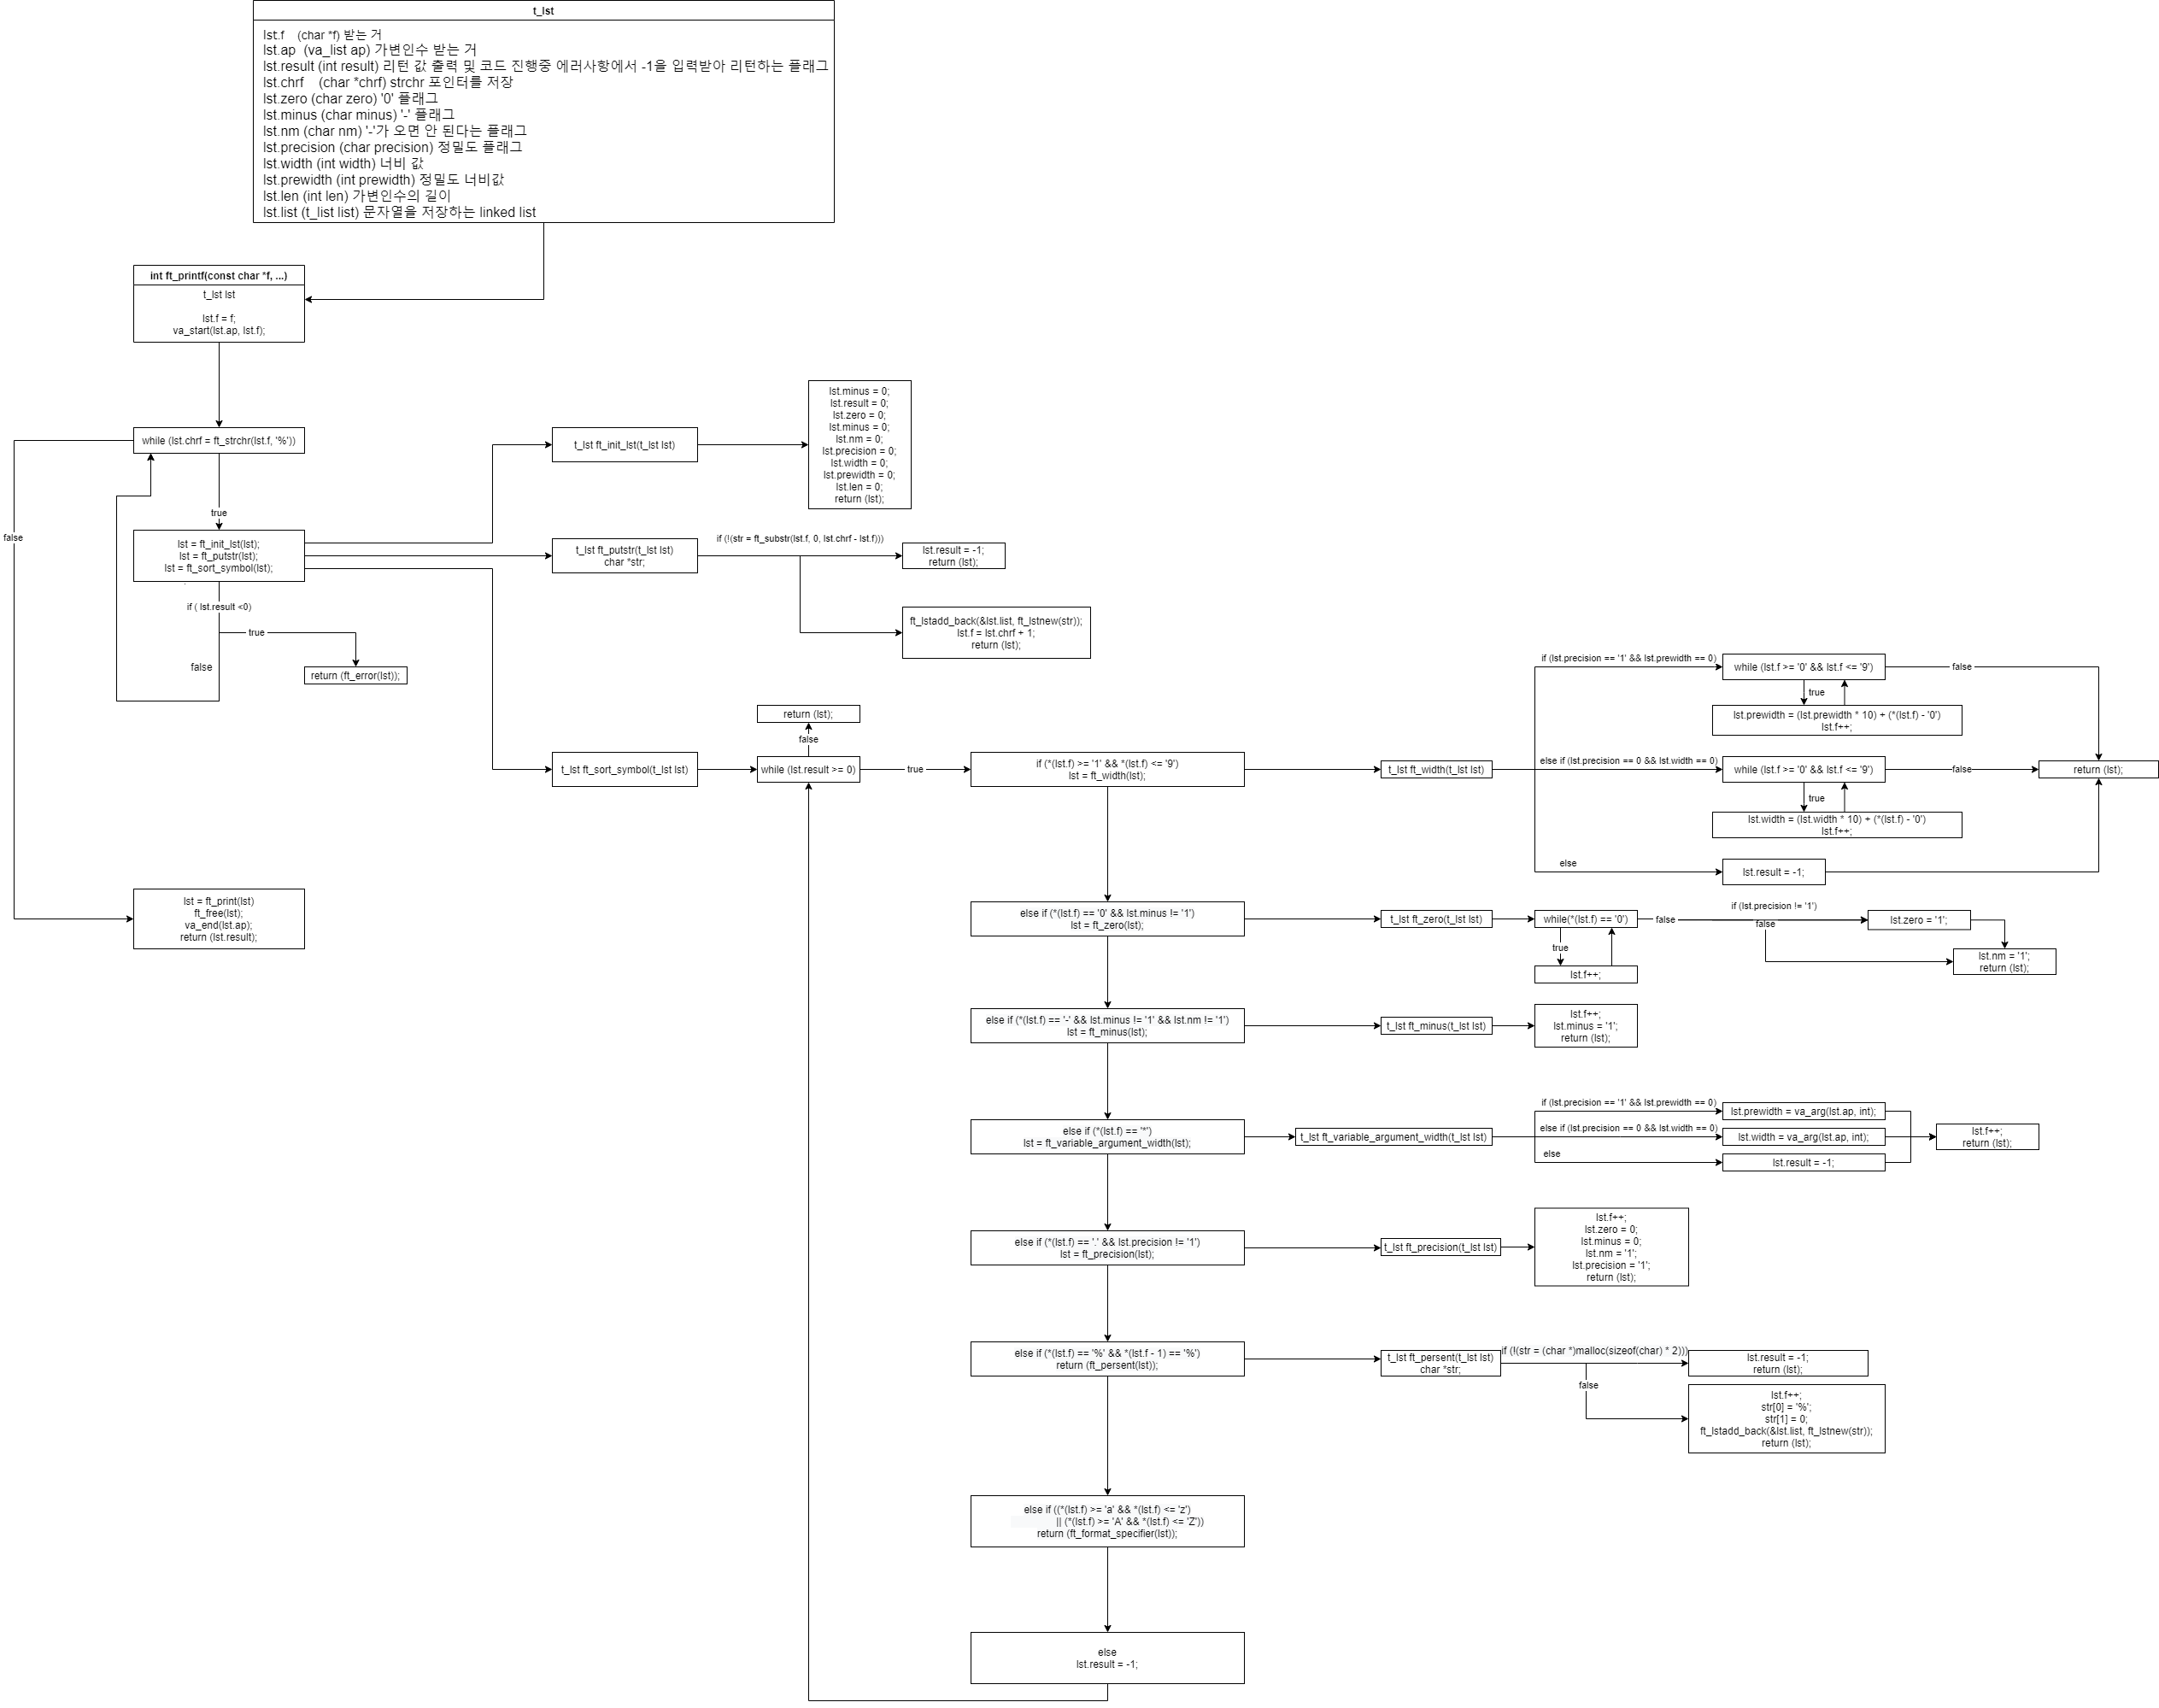 t_lst
lst.f (char *f) 받는 거
lst.ap (va_list ap) 가변인수 받는 거
lst.result (int result) 리턴 값 출력 및 코드 진행중 에러사항에서 -1을 입력받아 리턴하는 플래그
lst.chrf (char *chrf) strchr 포인터를 저장
lst.zero (char zero) '0' 플래그
lst.minus (char minus) '-' 플래그
lst.nm (char nm) '-'가 오면 안 된다는 플래그
lst.precision (char precision) 정밀도 플래그
lst.width (int width) 너비 값
lst.prewidth (int prewidth) 정밀도 너비값
lst.len (int len) 가변인수의 길이
lst.list (t_list list) 문자열을 저장하는 linked list
int ft_printf(const char *f, ...)
t_lst lst
lst.f = f;
va_start(lst.ap, lst.f);
while (lst.chrf = ft_strchr(lst.f, '%'))
true
false
lst = ft_init_lst(lst);
lst = ft_putstr(lst);
lst = ft_sort_symbol(lst);
if ( lst.result <0)
true
false
return (ft_error(lst));
lst = ft_print(lst)
ft_free(lst);
va_end(lst.ap);
return (lst.result);
t_lst ft_init_lst(t_lst lst)
lst.minus = 0;
lst.result = 0;
lst.zero = 0;
lst.minus = 0;
lst.nm = 0;
lst.precision = 0;
lst.width = 0;
lst.prewidth = 0;
lst.len = 0;
return (lst);
t_lst ft_putstr(t_lst lst)
char *str;
if (!(str = ft_substr(lst.f, 0, lst.chrf - lst.f)))
lst.result = -1;
return (lst);
ft_lstadd_back(&lst.list, ft_lstnew(str));
lst.f = lst.chrf + 1;
return (lst);
t_lst ft_sort_symbol(t_lst lst)
return (lst);
false
while (lst.result >= 0)
true
if (*(lst.f) >= '1' && *(lst.f) <= '9')
lst = ft_width(lst);
t_lst ft_width(t_lst lst)
if (lst.precision == '1' && lst.prewidth == 0)
while (lst.f >= '0' && lst.f <= '9')
false
true
lst.prewidth = (lst.prewidth * 10) + (*(lst.f) - '0')
lst.f++;
else if (lst.precision == 0 && lst.width == 0)
while (lst.f >= '0' && lst.f <= '9')
false
return (lst);
true
lst.width = (lst.width * 10) + (*(lst.f) - '0')
lst.f++;
else
lst.result = -1;
else if (*(lst.f) == '0' && lst.minus != '1')
lst = ft_zero(lst);
t_lst ft_zero(t_lst lst)
while(*(lst.f) == '0')
true
lst.f++;
false
if (lst.precision != '1')
false
lst.zero = '1';
lst.nm = '1';
return (lst);
else if (*(lst.f) == '-' && lst.minus != '1' && lst.nm != '1')
lst = ft_minus(lst);
t_lst ft_minus(t_lst lst)
lst.f++;
lst.minus = '1';
return (lst);
else if (*(lst.f) == '*')
lst = ft_variable_argument_width(lst);
t_lst ft_variable_argument_width(t_lst lst)
if (lst.precision == '1' && lst.prewidth == 0)
lst.prewidth = va_arg(lst.ap, int);
else if (lst.precision == 0 && lst.width == 0)
lst.width = va_arg(lst.ap, int);
else
lst.result = -1;
lst.f++;
return (lst);
else if (*(lst.f) == '.' && lst.precision != '1')
lst = ft_precision(lst);
t_lst ft_precision(t_lst lst)
lst.f++;
lst.zero = 0;
lst.minus = 0;
lst.nm = '1';
lst.precision = '1';
return (lst);
else if (*(lst.f) == '%' && *(lst.f - 1) == '%')
return (ft_persent(lst));
t_lst ft_persent(t_lst lst)
char *str;
if (!(str = (char *)malloc(sizeof(char) * 2)))
lst.result = -1;
return (lst);
false
lst.f++;
str[0] = '%';
str[1] = 0;
ft_lstadd_back(&lst.list, ft_lstnew(str));
return (lst);
else if ((*(lst.f) >= 'a' && *(lst.f) <= 'z')
|| (*(lst.f) >= 'A' && *(lst.f) <= 'Z'))
return (ft_format_specifier(lst));
else
lst.result = -1;